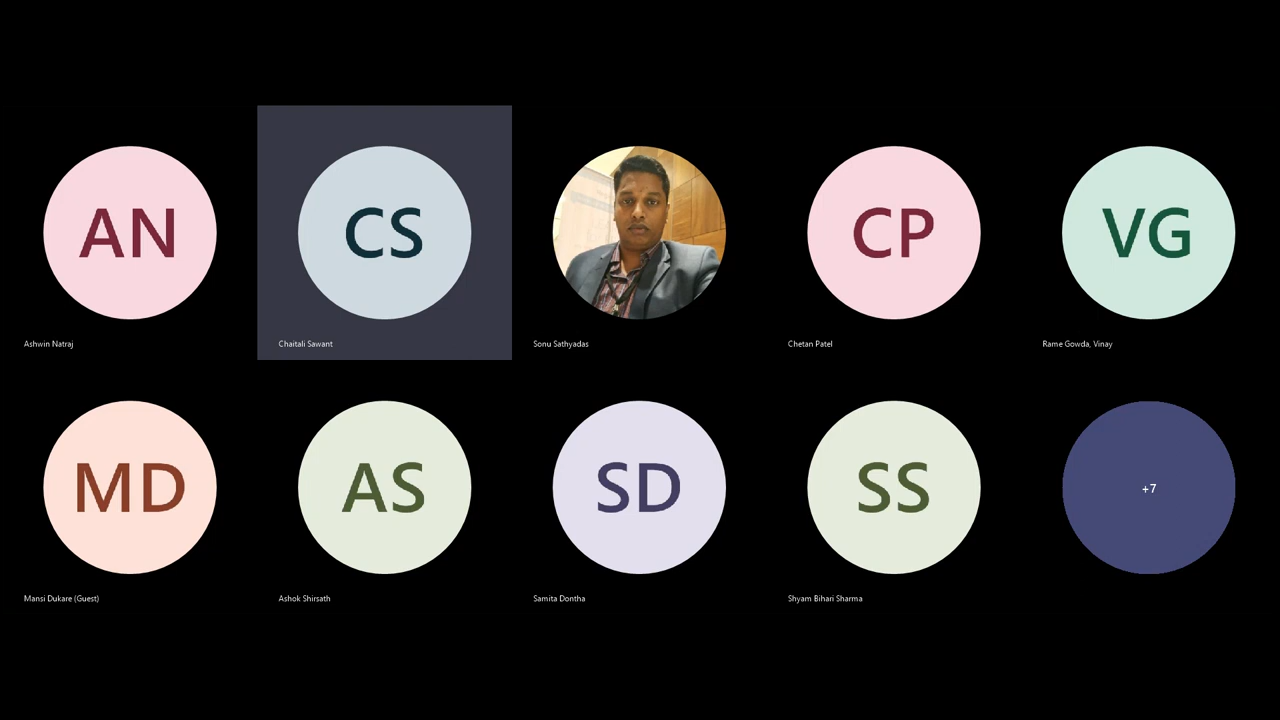 AN
CS
CP
VG
Ashwin Natraj
Chaitali Sawant
Sonu Sathyadas
Chetan Patel
Rame Gowda, Vinay
MD
AS
SD
SS
+7
Mansi Dukare (Guest)
Ashok Shirsath
Samita Dontha
Shyam Bihari Sharma